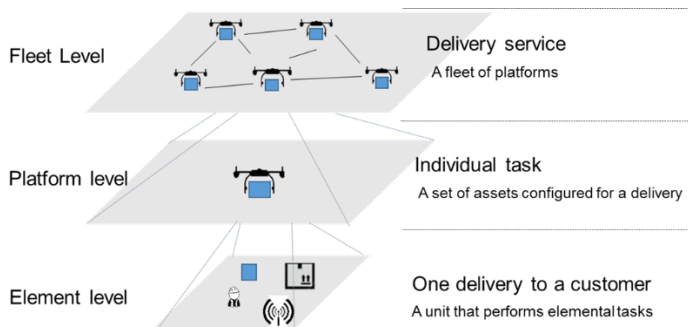 Fleet Level
Delivery service
A fleet of platforms
Platform level
Individual task
A set of assets configured for a delivery
Element level
One delivery to a customer
A unit that performs elemental tasks